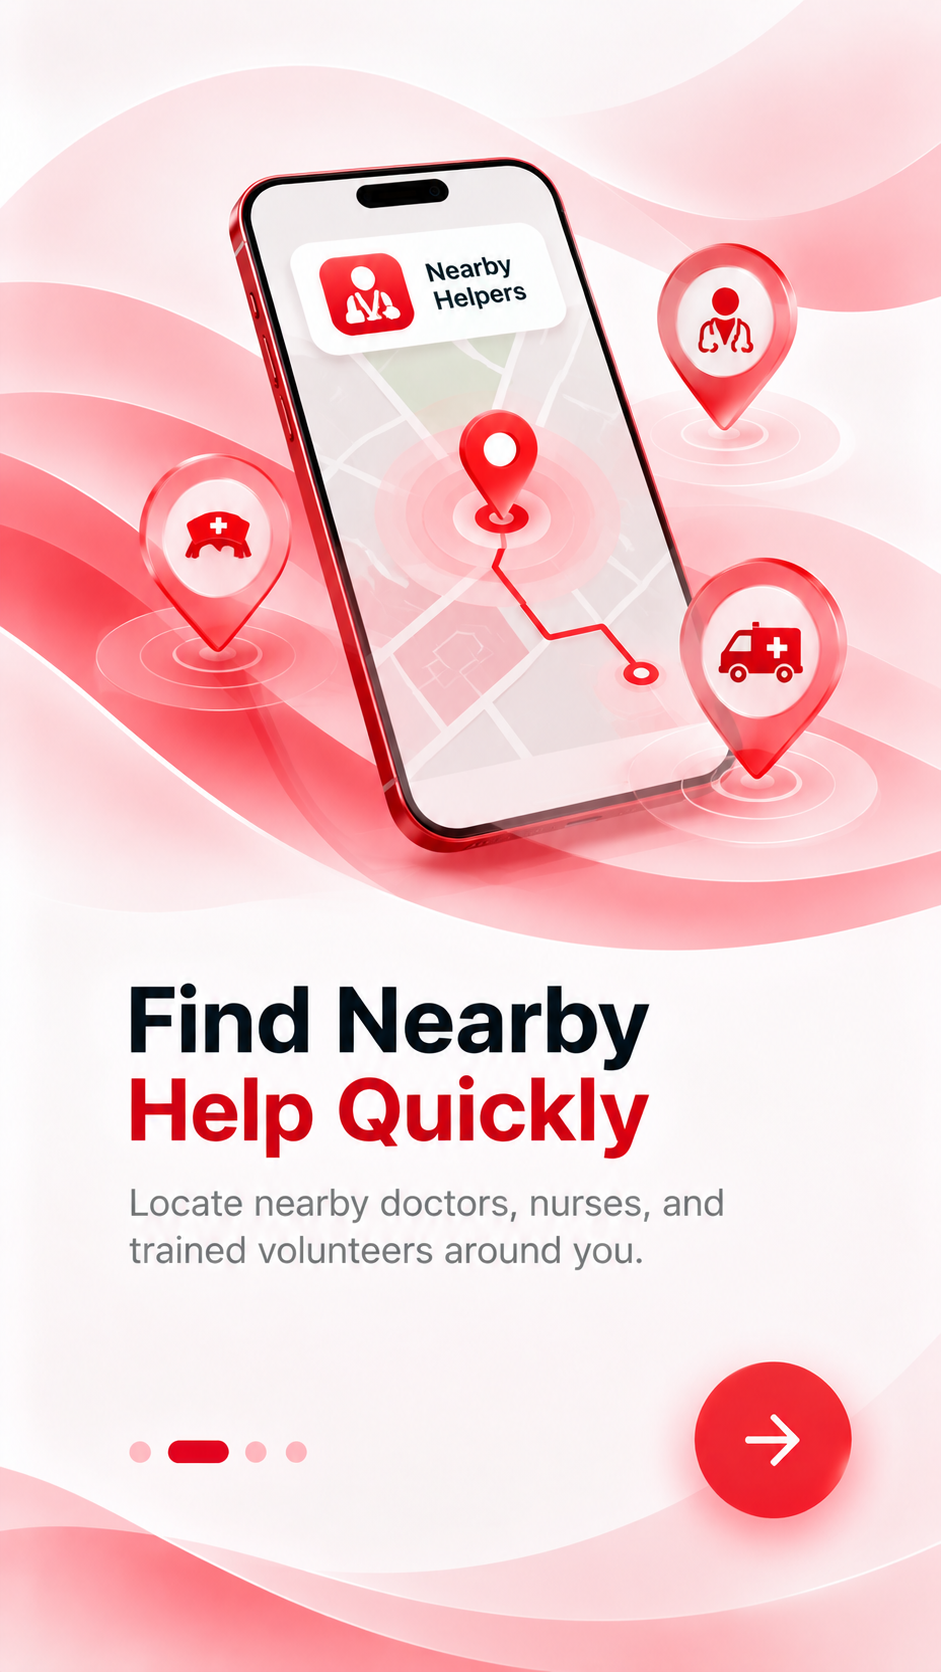 Nearby
Helpers
Find Nearby
Help Quickly
Locate nearby doctors, nurses, and
trained volunteers around you.